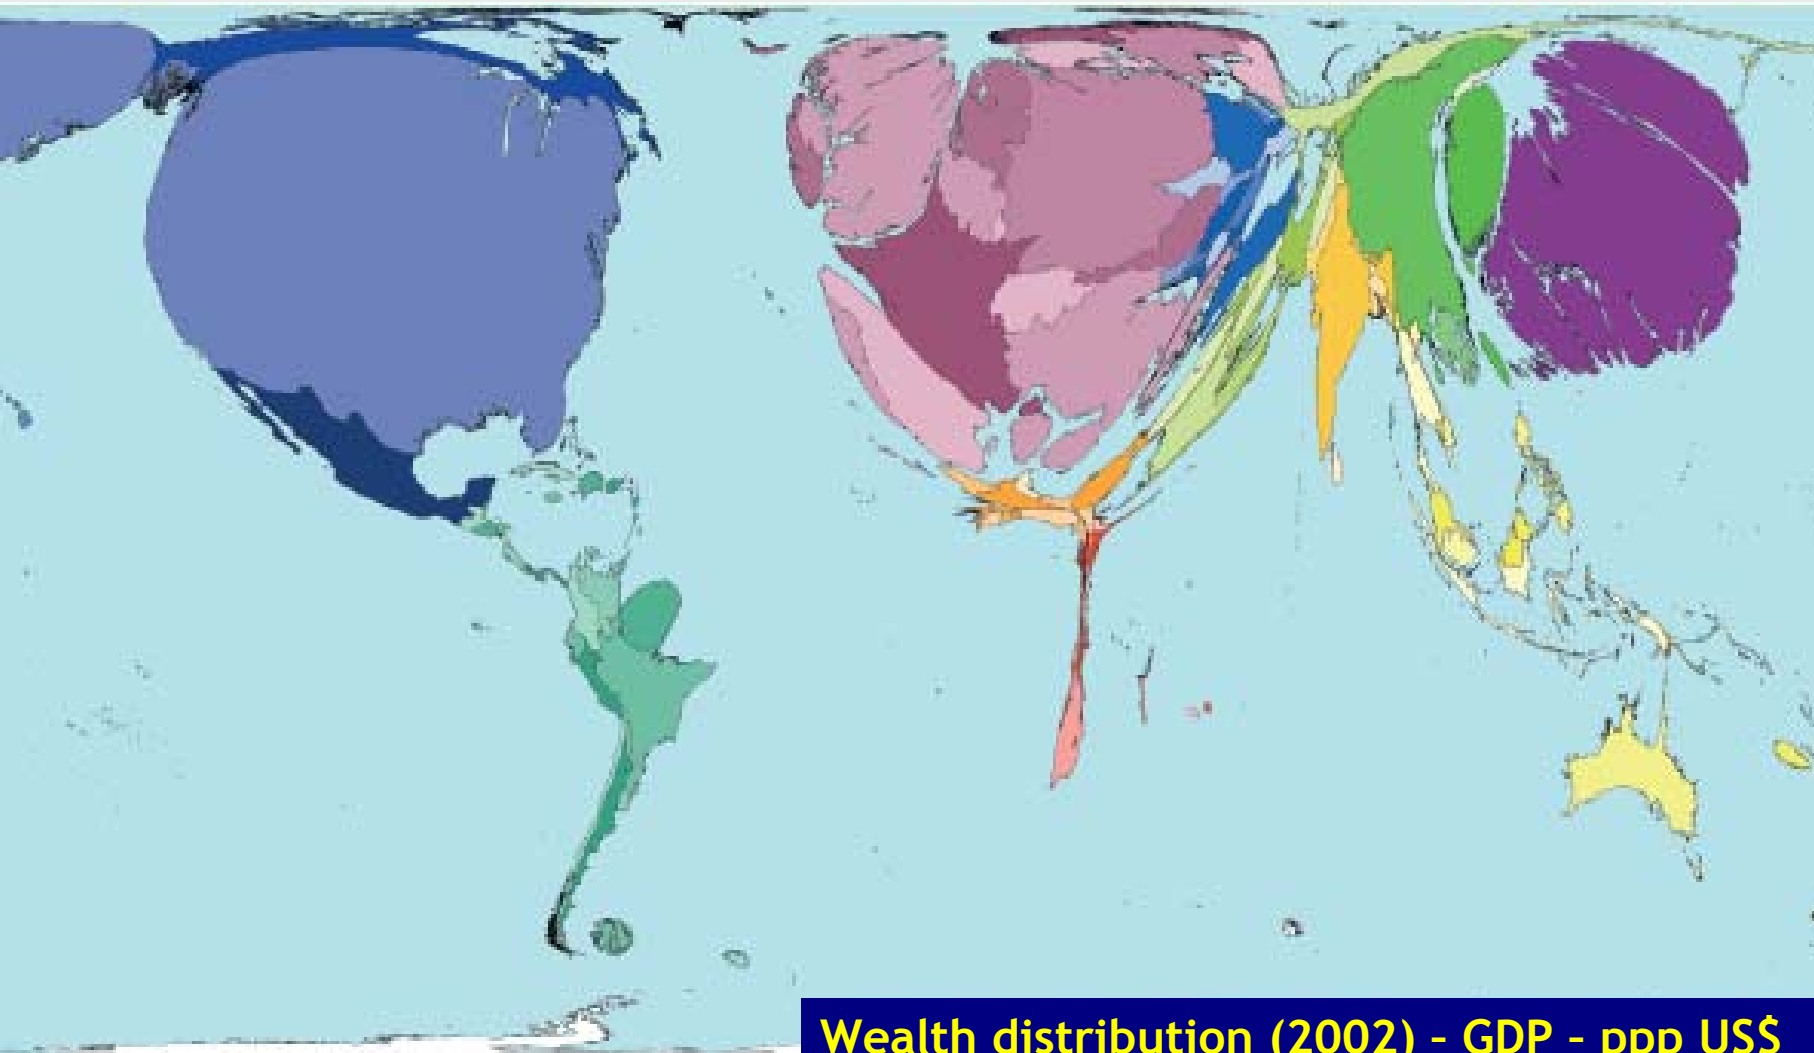 Wealth distribution (2002) – GDP – ppp US$